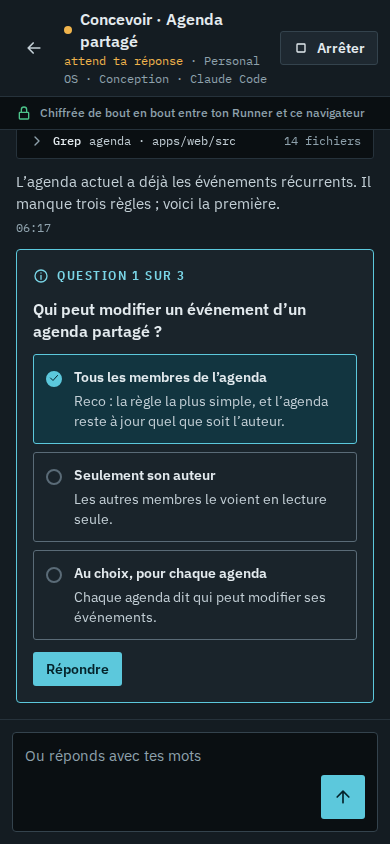 Concevoir · Agenda
partagé
attend ta réponse · Personal
OS · Conception · Claude Code
Arrêter
Chiffrée de bout en bout entre ton Runner et ce navigateur
Grep agenda · apps/web/src 14 fichiers
L’agenda actuel a déjà les événements récurrents. Il
manque trois règles ; voici la première.
06:17
QUESTION 1 SUR 3
Qui peut modifier un événement d’un
agenda partagé ?
Tous les membres de l’agenda
Reco : la règle la plus simple, et l’agenda
reste à jour quel que soit l’auteur.
Seulement son auteur
Les autres membres le voient en lecture
seule.
Au choix, pour chaque agenda
Chaque agenda dit qui peut modifier ses
événements.
Répondre
Ou réponds avec tes mots